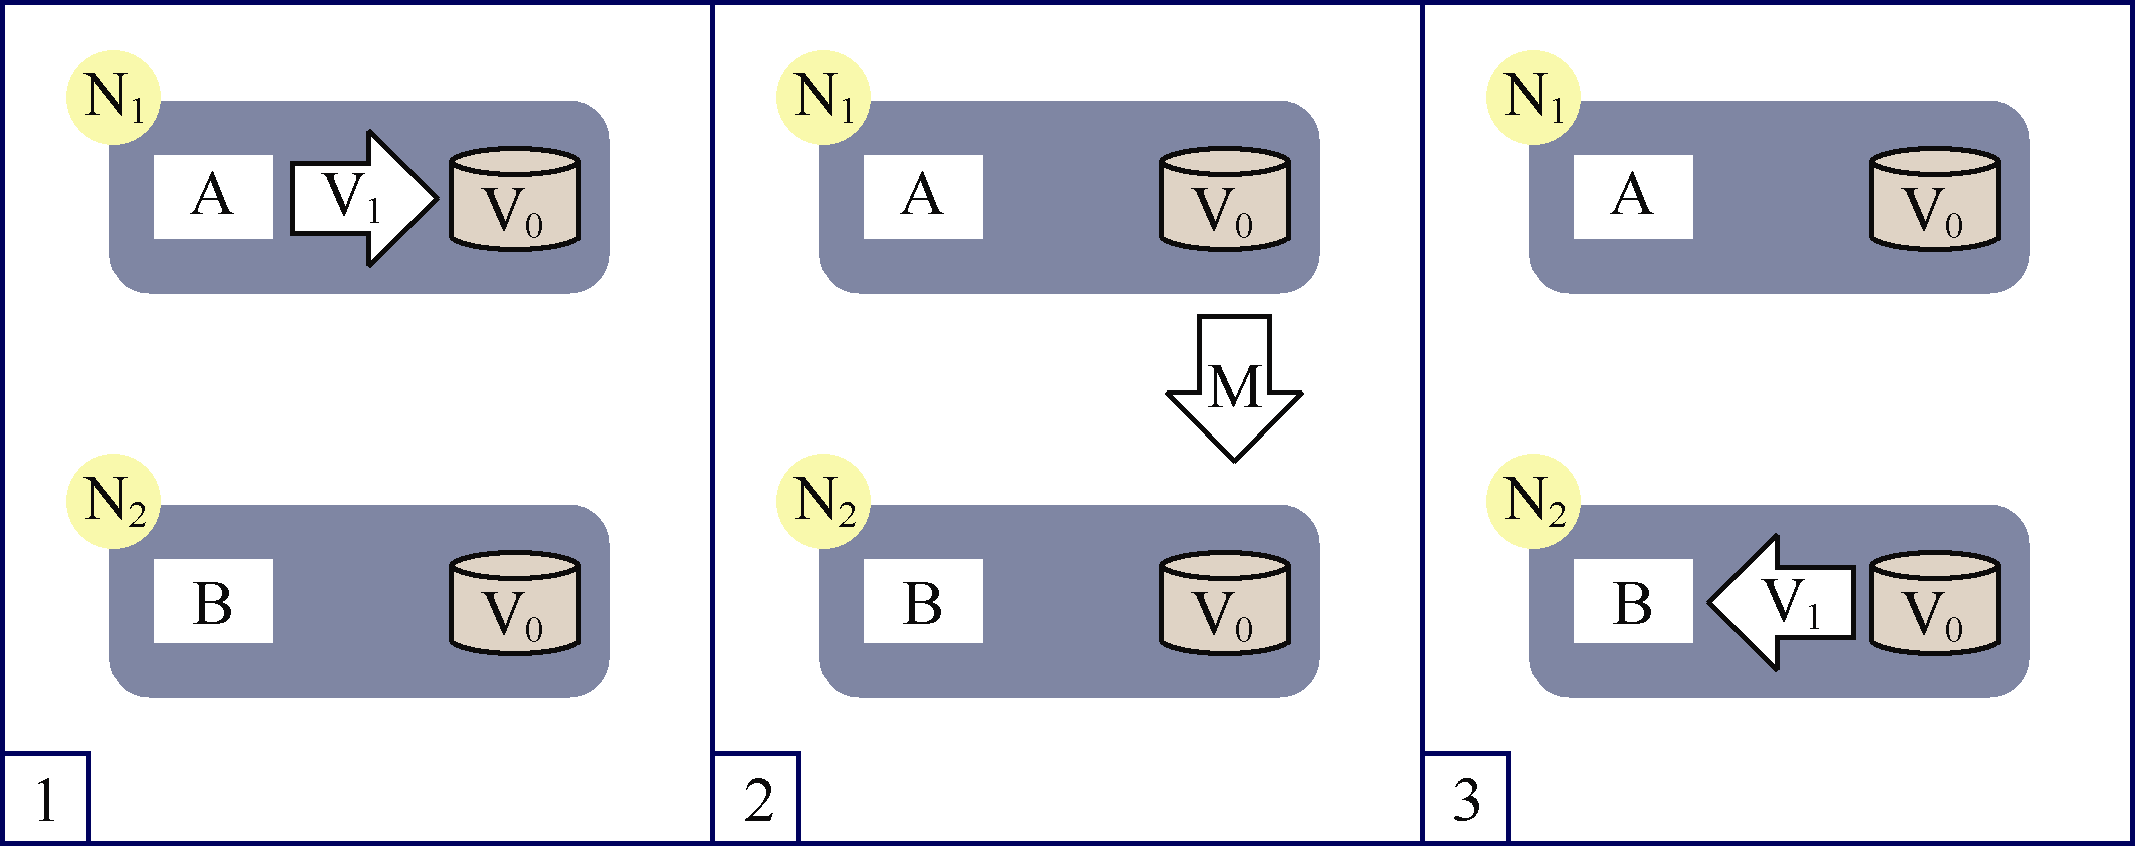 N₁
A V₁ V₀
N₂
B V₀
1
N₁
A V₀
M
N₂
B V₀
2
N₁
A V₀
N₂
B V₁ V₀
3